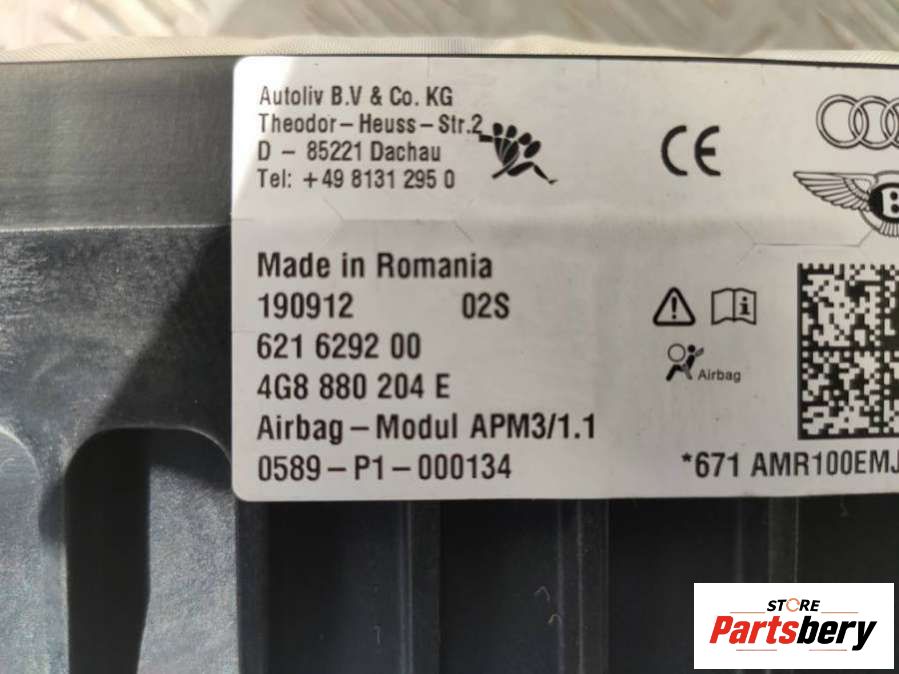 Autoliv B.V & Co. KG
Theodor-Heuss-Str.2
D - 85221 Dachau
Tel: +49 8131 295 0
CE
B
Made in Romania
190912 02S
621 6292 00
4G8 880 204 E
Airbag
Airbag-Modul APM3/1.1
0589-P1-000134
*671 AMR100EMJ
STORE
Partsbery